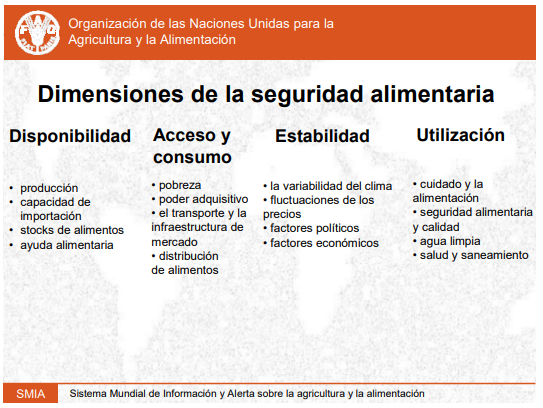 Organización de las Naciones Unidas para la
Agricultura y la Alimentación
Dimensiones de la seguridad alimentaria
Disponibilidad
• producción
• capacidad de
importación
• stocks de alimentos
• ayuda alimentaria
Acceso y
consumo
• pobreza
• poder adquisitivo
• el transporte y la
infraestructura de
mercado
• distribución
de alimentos
Estabilidad
• la variabilidad del clima
• fluctuaciones de los
precios
• factores políticos
• factores económicos
Utilización
• cuidado y la
alimentación
• seguridad alimentaria
y calidad
• agua limpia
• salud y saneamiento
SMIA
Sistema Mundial de Información y Alerta sobre la agricultura y la alimentación